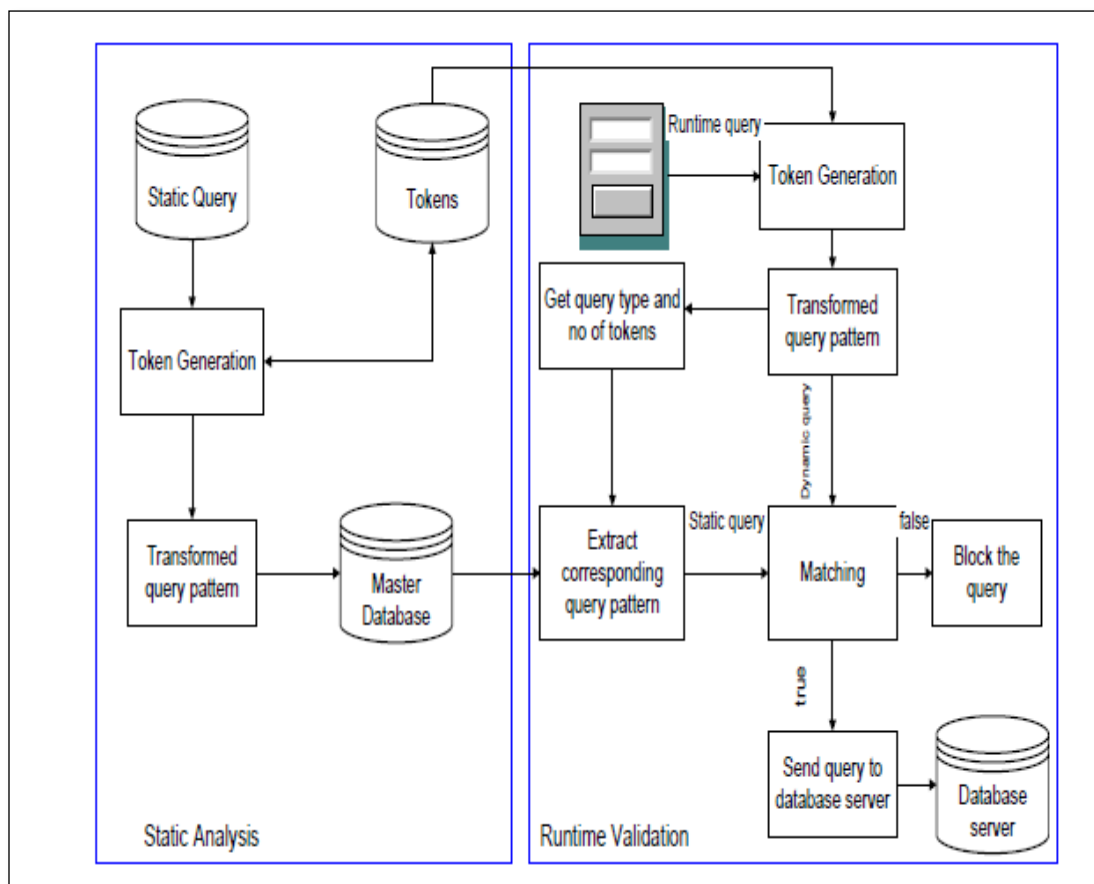 Static Query
Tokens
Token Generation
Transformed
query pattern
Master
Database
Static Analysis
Runtime query
Token Generation
Get query type and
no of tokens
Transformed
query pattern
Dynamic query
Extract
corresponding
query pattern
Static query
Matching
false
Block the
query
true
Send query to
database server
Database
server
Runtime Validation